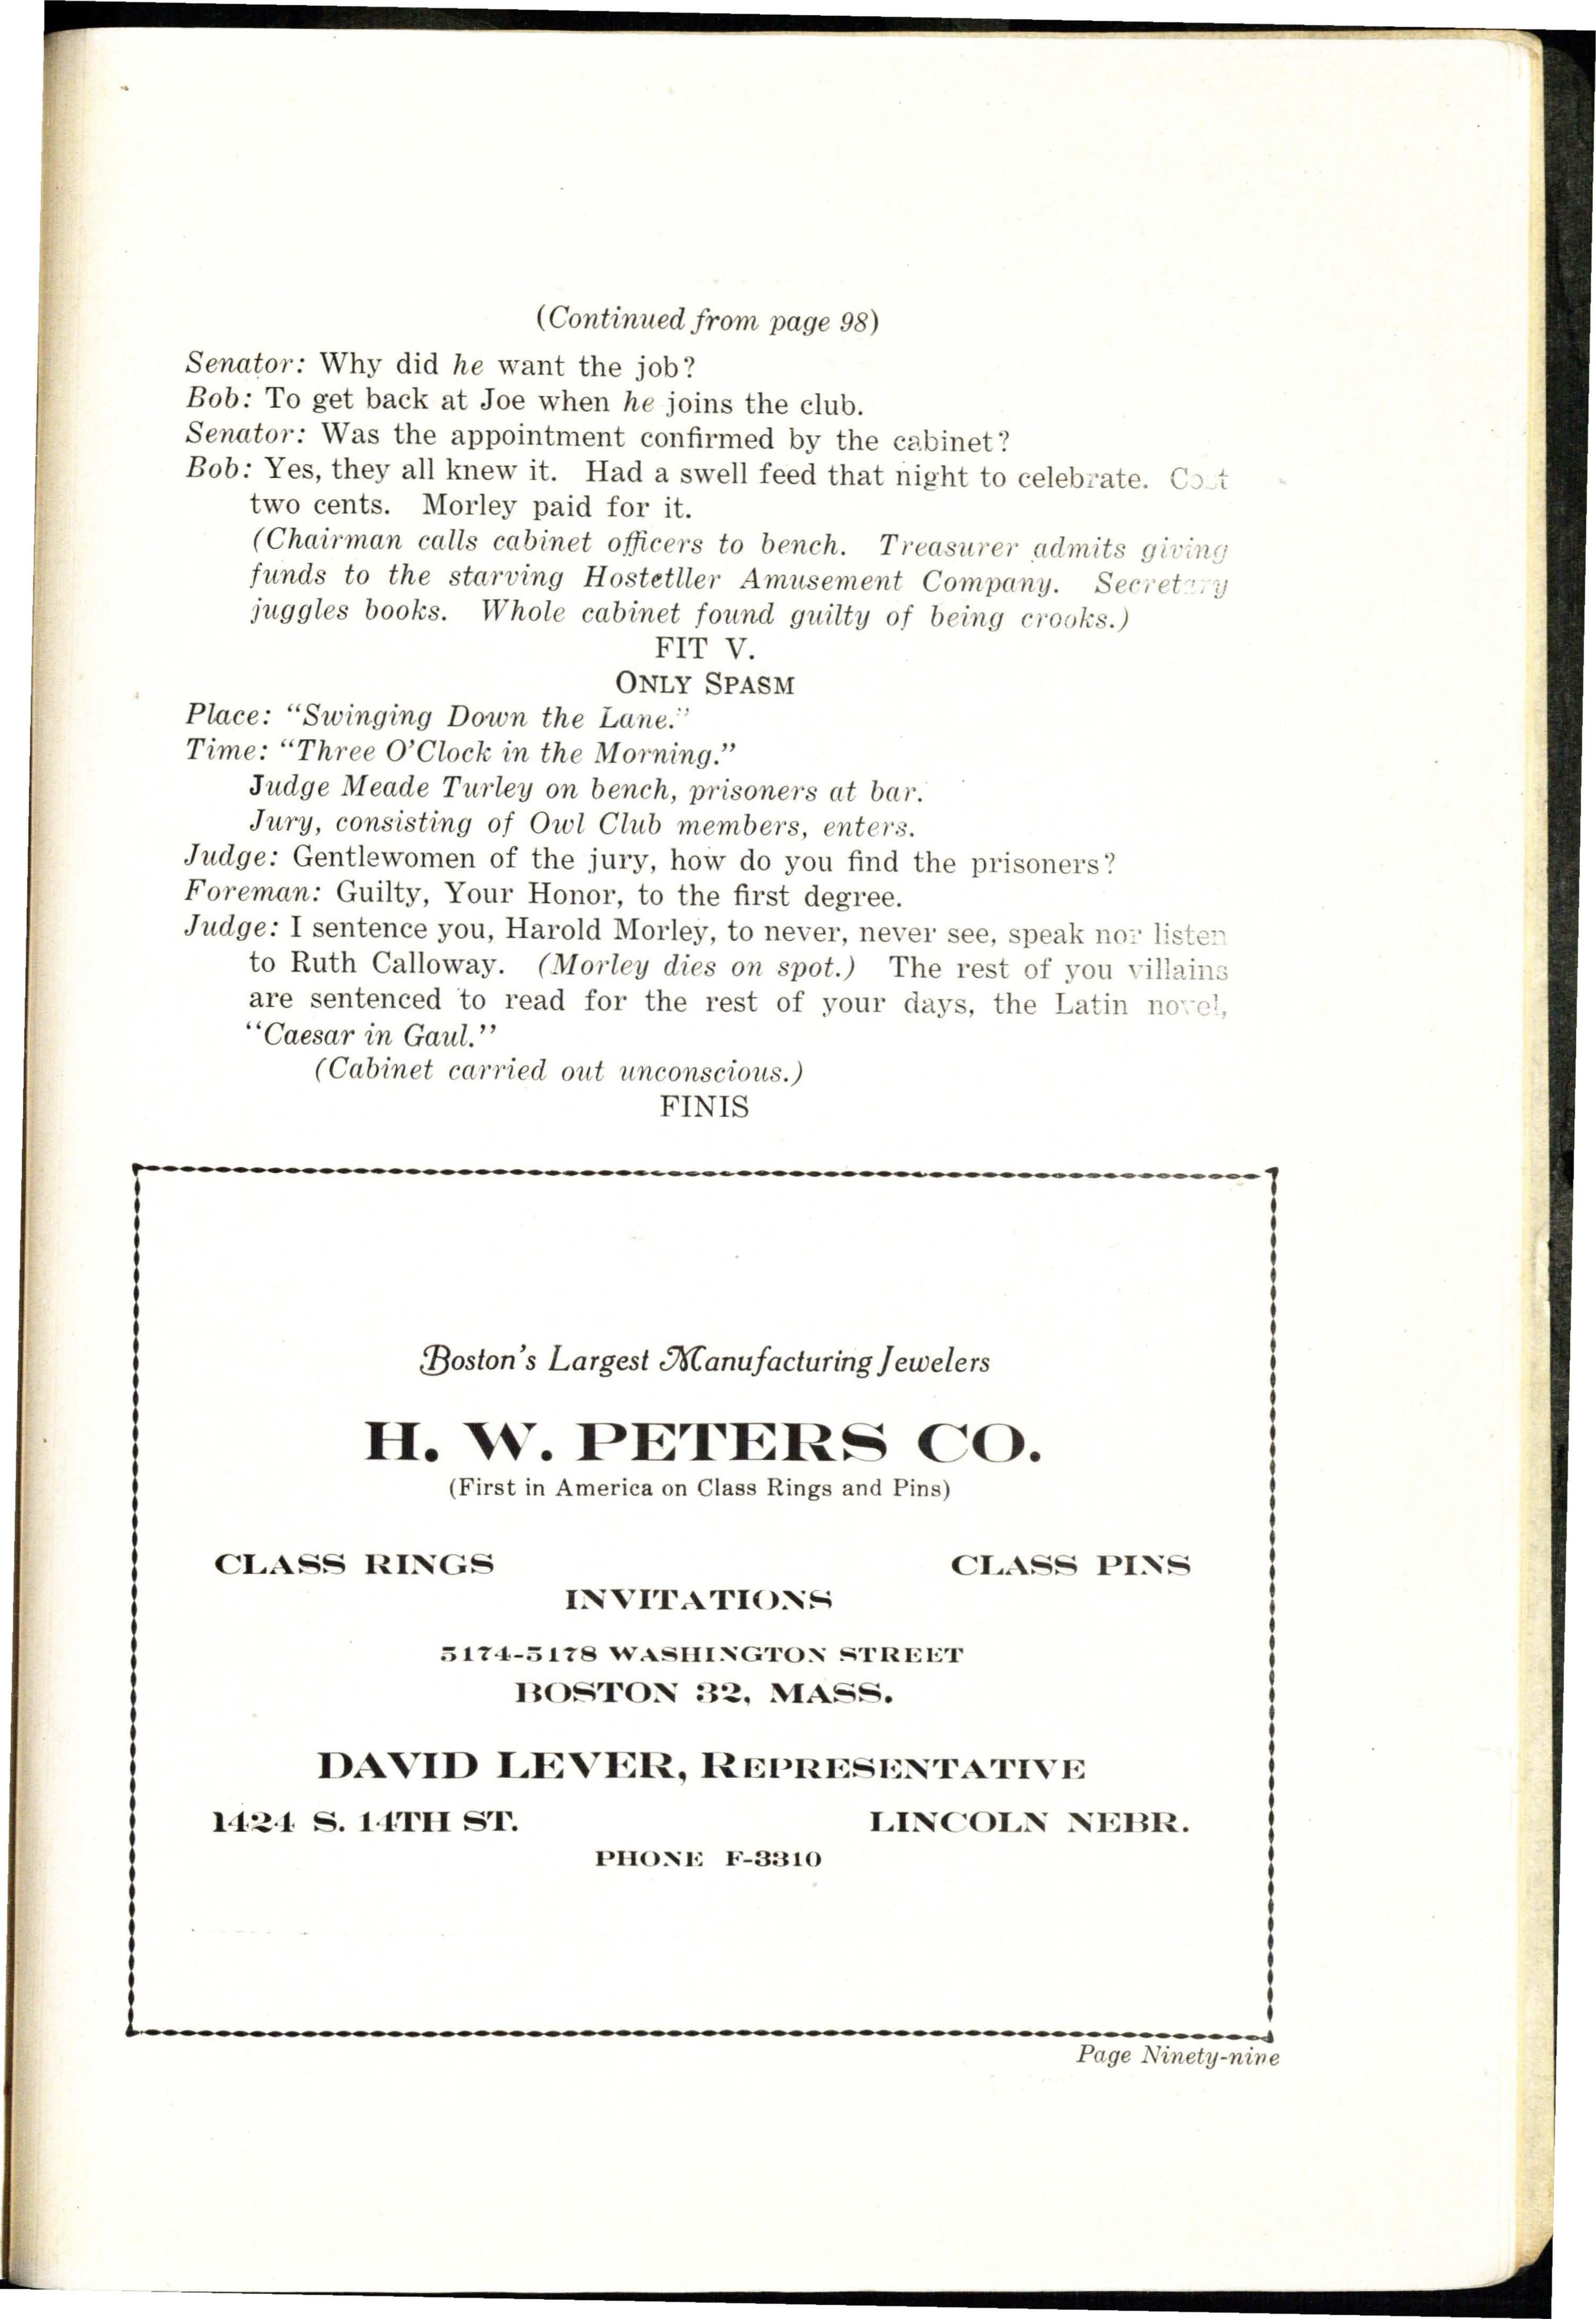 (Continued from page 98)
Senator: Why did he want the job?
Bob: To get back at Joe when he joins the club.
Senator: Was the appointment confirmed by the cabinet?
Bob: Yes, they all knew it. Had a swell feed that night to celebrate. Cost
two cents. Morley paid for it.
(Chairman calls cabinet officers to bench. Treasurer admits giving
funds to the starving Hostetller Amusement Company. Secretary
juggles books. Whole cabinet found guilty of being crooks.)
FIT V.
ONLY SPASM
Place: "Swinging Down the Lane."
Time: "Three O'Clock in the Morning."
Judge Meade Turley on bench, prisoners at bar.
Jury, consisting of Owl Club members, enters.
Judge: Gentlewomen of the jury, how do you find the prisoners?
Foreman: Guilty, Your Honor, to the first degree.
Judge: I sentence you, Harold Morley, to never, never see, speak nor listen
to Ruth Calloway. (Morley dies on spot.) The rest of you villains
are sentenced to read for the rest of your days, the Latin novel,
"Caesar in Gaul."
(Cabinet carried out unconscious.)
FINIS
Boston's Largest Manufacturing Jewelers
H. W. PETERS CO.
(First in America on Class Rings and Pins)
CLASS RINGS CLASS PINS
INVITATIONS
5174-5178 WASHINGTON STREET
BOSTON 32, MASS.
DAVID LEVER, REPRESENTATIVE
1424 S. 14TH ST. LINCOLN NEBR.
PHONE F-3310
Page Ninety-nine